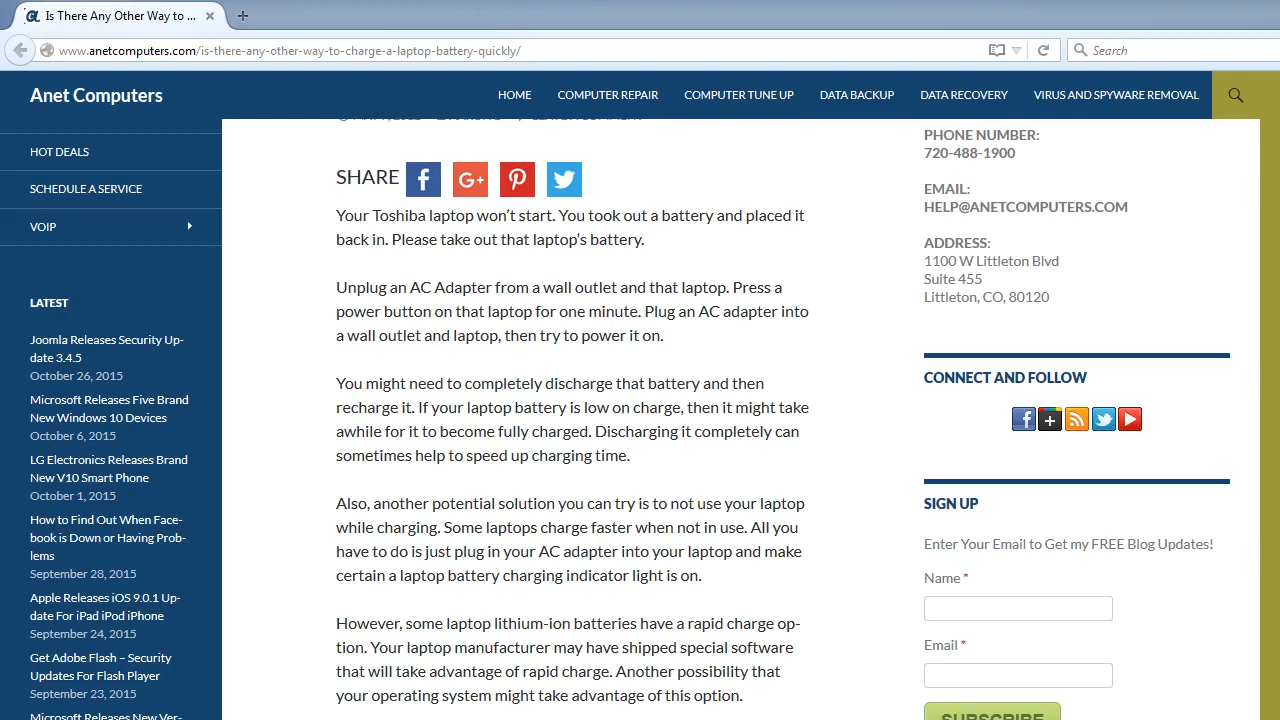 Is There Any Other Way to ...
www.anetcomputers.com/is-there-any-other-way-to-charge-a-laptop-battery-quickly/
Search
Anet Computers
HOME
COMPUTER REPAIR
COMPUTER TUNE UP
DATA BACKUP
DATA RECOVERY
VIRUS AND SPYWARE REMOVAL
HOT DEALS
SCHEDULE A SERVICE
VOIP
LATEST
Joomla Releases Security Up-
date 3.4.5
October 26, 2015
Microsoft Releases Five Brand
New Windows 10 Devices
October 6, 2015
LG Electronics Releases Brand
New V10 Smart Phone
October 1, 2015
How to Find Out When Face-
book is Down or Having Prob-
lems
September 28, 2015
Apple Releases iOS 9.0.1 Up-
date For iPad iPod iPhone
September 24, 2015
Get Adobe Flash – Security
Updates For Flash Player
September 23, 2015
Microsoft Releases New Ver-
SHARE
Your Toshiba laptop won’t start. You took out a battery and placed it
back in. Please take out that laptop’s battery.
Unplug an AC Adapter from a wall outlet and that laptop. Press a
power button on that laptop for one minute. Plug an AC adapter into
a wall outlet and laptop, then try to power it on.
You might need to completely discharge that battery and then
recharge it. If your laptop battery is low on charge, then it might take
awhile for it to become fully charged. Discharging it completely can
sometimes help to speed up charging time.
Also, another potential solution you can try is to not use your laptop
while charging. Some laptops charge faster when not in use. All you
have to do is just plug in your AC adapter into your laptop and make
certain a laptop battery charging indicator light is on.
However, some laptop lithium-ion batteries have a rapid charge op-
tion. Your laptop manufacturer may have shipped special software
that will take advantage of rapid charge. Another possibility that
your operating system might take advantage of this option.
PHONE NUMBER:
720-488-1900
EMAIL:
HELP@ANETCOMPUTERS.COM
ADDRESS:
1100 W Littleton Blvd
Suite 455
Littleton, CO, 80120
CONNECT AND FOLLOW
SIGN UP
Enter Your Email to Get my FREE Blog Updates!
Name *
Email *
SUBSCRIBE